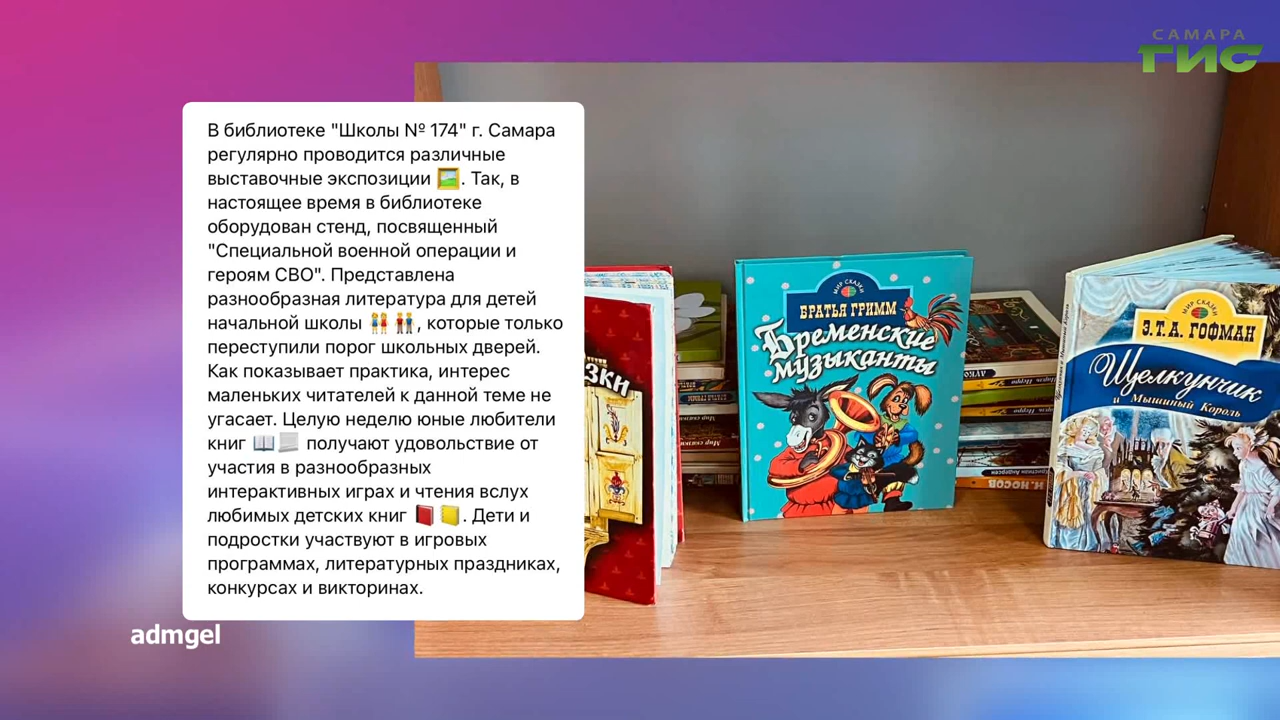 САМАРА
ГИС
В библиотеке "Школы № 174" г. Самара
регулярно проводится различные
выставочные экспозиции 🖼️. Так, в
настоящее время в библиотеке
оборудован стенд, посвященный
"Специальной военной операции и
героям СВО". Представлена
разнообразная литература для детей
начальной школы 👭 👬, которые только
переступили порог школьных дверей.
Как показывает практика, интерес
маленьких читателей к данной теме не
угасает. Целую неделю юные любители
книг 📖📃 получают удовольствие от
участия в разнообразных
интерактивных играх и чтения вслух
любимых детских книг 📕📒. Дети и
подростки участвуют в игровых
программах, литературных праздниках,
конкурсах и викторинах.
admgel
МИР СКАЗКИ
БРАТЬЯ ГРИММ
Бременские
музыканты
МИР СКАЗКИ
Э.Т.А. ГОФМАН
Щелкунчик
и Мышиный Король
Н. НОСОВ